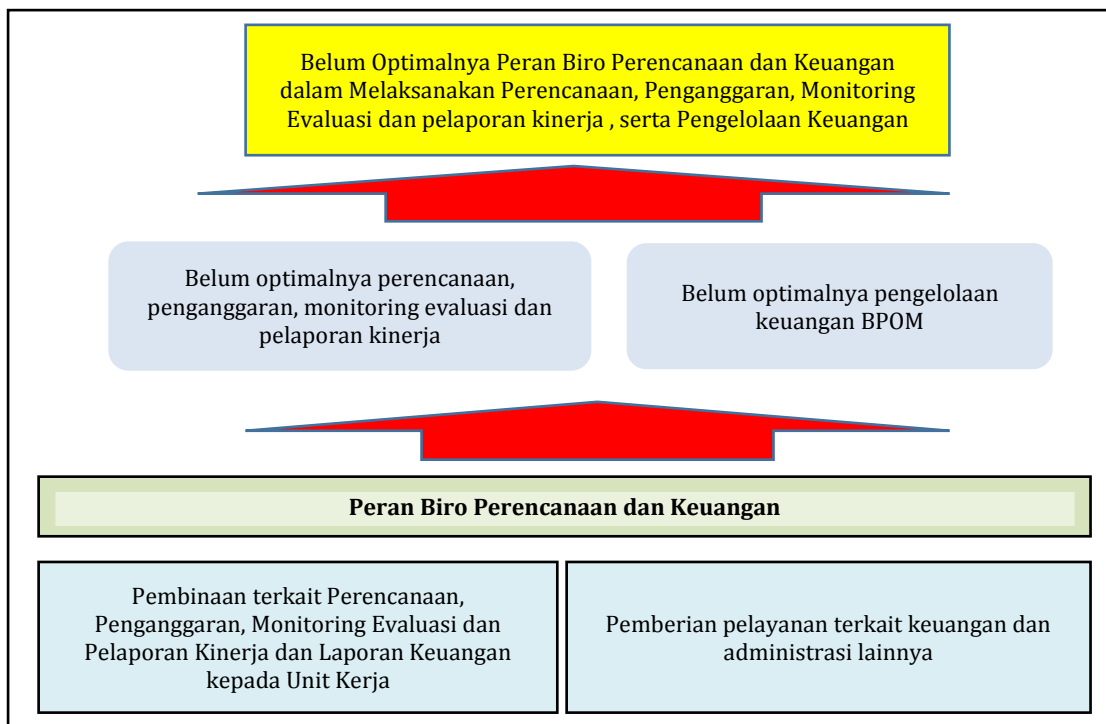 Belum Optimalnya Peran Biro Perencanaan dan Keuangan
dalam Melaksanakan Perencanaan, Penganggaran, Monitoring
Evaluasi dan pelaporan kinerja , serta Pengelolaan Keuangan
Belum optimalnya perencanaan,
penganggaran, monitoring evaluasi dan
pelaporan kinerja
Belum optimalnya pengelolaan
keuangan BPOM
Peran Biro Perencanaan dan Keuangan
Pembinaan terkait Perencanaan,
Penganggaran, Monitoring Evaluasi dan
Pelaporan Kinerja dan Laporan Keuangan
kepada Unit Kerja
Pemberian pelayanan terkait keuangan dan
administrasi lainnya